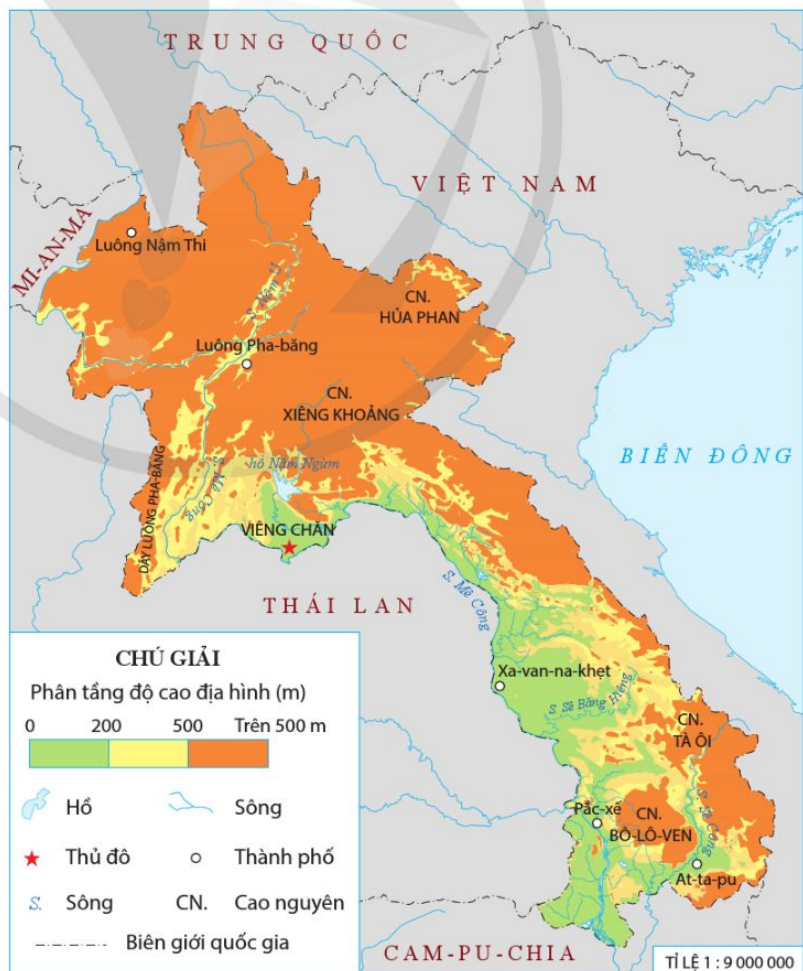 TRUNG QUỐC
VIỆT NAM
MI-AN-MA
Luông Nậm Thi
S. Nậm U
CN.
HỦA PHAN
Luông Pha-băng
CN.
XIÊNG KHOẢNG
BIỂN ĐÔNG
hồ Nậm Ngừm
S. Mê Công
DÃY LUÔNG PHA-BĂNG
VIÊNG CHĂN
THÁI LAN
S. Mê Công
Xa-van-na-khẹt
S. Sê Băng Hiêng
CN.
TÀ ÔI
Pắc-xế
CN.
BÔ-LÔ-VEN
At-ta-pu
CAM-PU-CHIA
CHÚ GIẢI
Phân tầng độ cao địa hình (m)
0 200 500 Trên 500 m
Hồ Sông
Thủ đô Thành phố
S. Sông CN. Cao nguyên
Biên giới quốc gia
TỈ LỆ 1 : 9 000 000